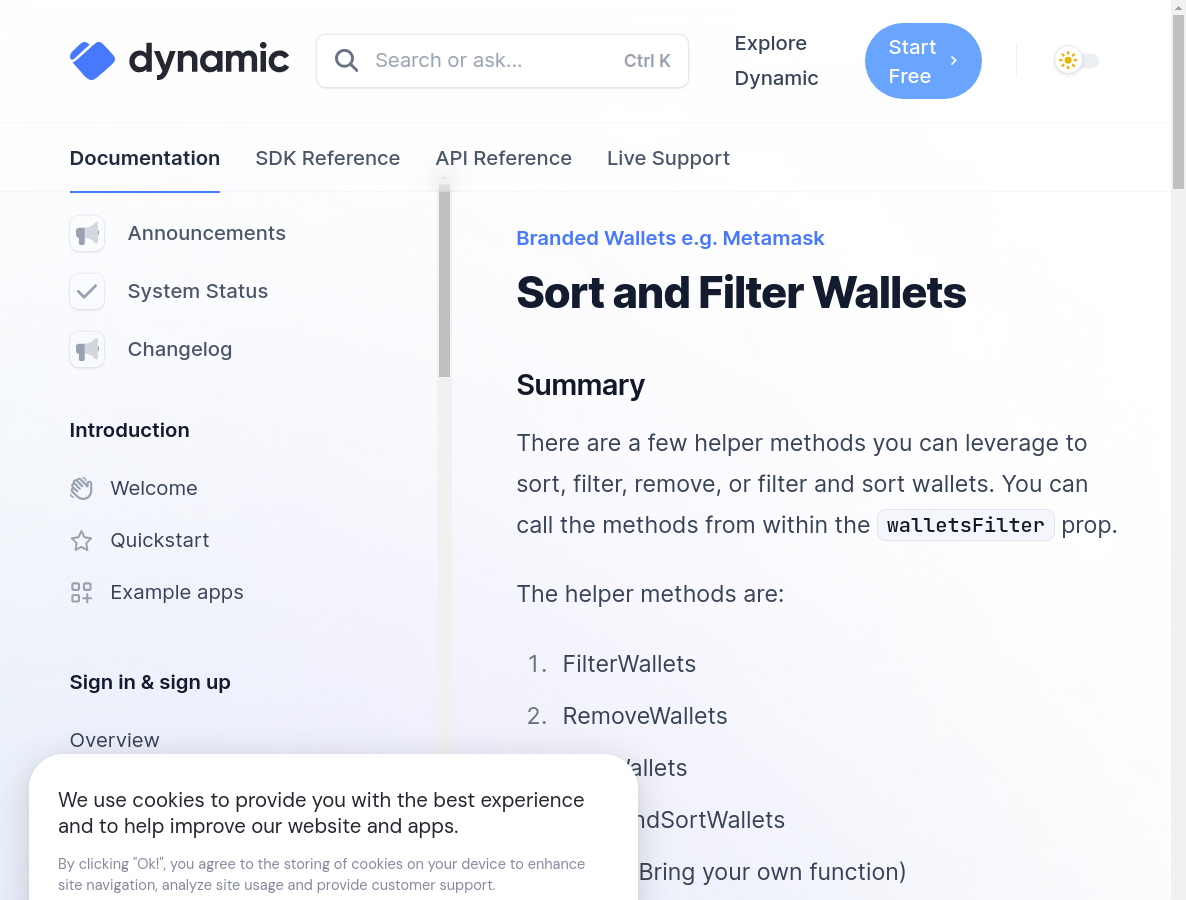 dynamic
Search or ask...
Ctrl K
Explore
Dynamic
Start
Free
Documentation
SDK Reference
API Reference
Live Support
Announcements
System Status
Changelog
Introduction
Welcome
Quickstart
Example apps
Sign in & sign up
Overview
Branded Wallets e.g. Metamask
Sort and Filter Wallets
Summary
There are a few helper methods you can leverage to
sort, filter, remove, or filter and sort wallets. You can
call the methods from within the walletsFilter prop.
The helper methods are:
1. FilterWallets
2. RemoveWallets
allets
ndSortWallets
Bring your own function)
We use cookies to provide you with the best experience
and to help improve our website and apps.
By clicking "Ok!", you agree to the storing of cookies on your device to enhance
site navigation, analyze site usage and provide customer support.